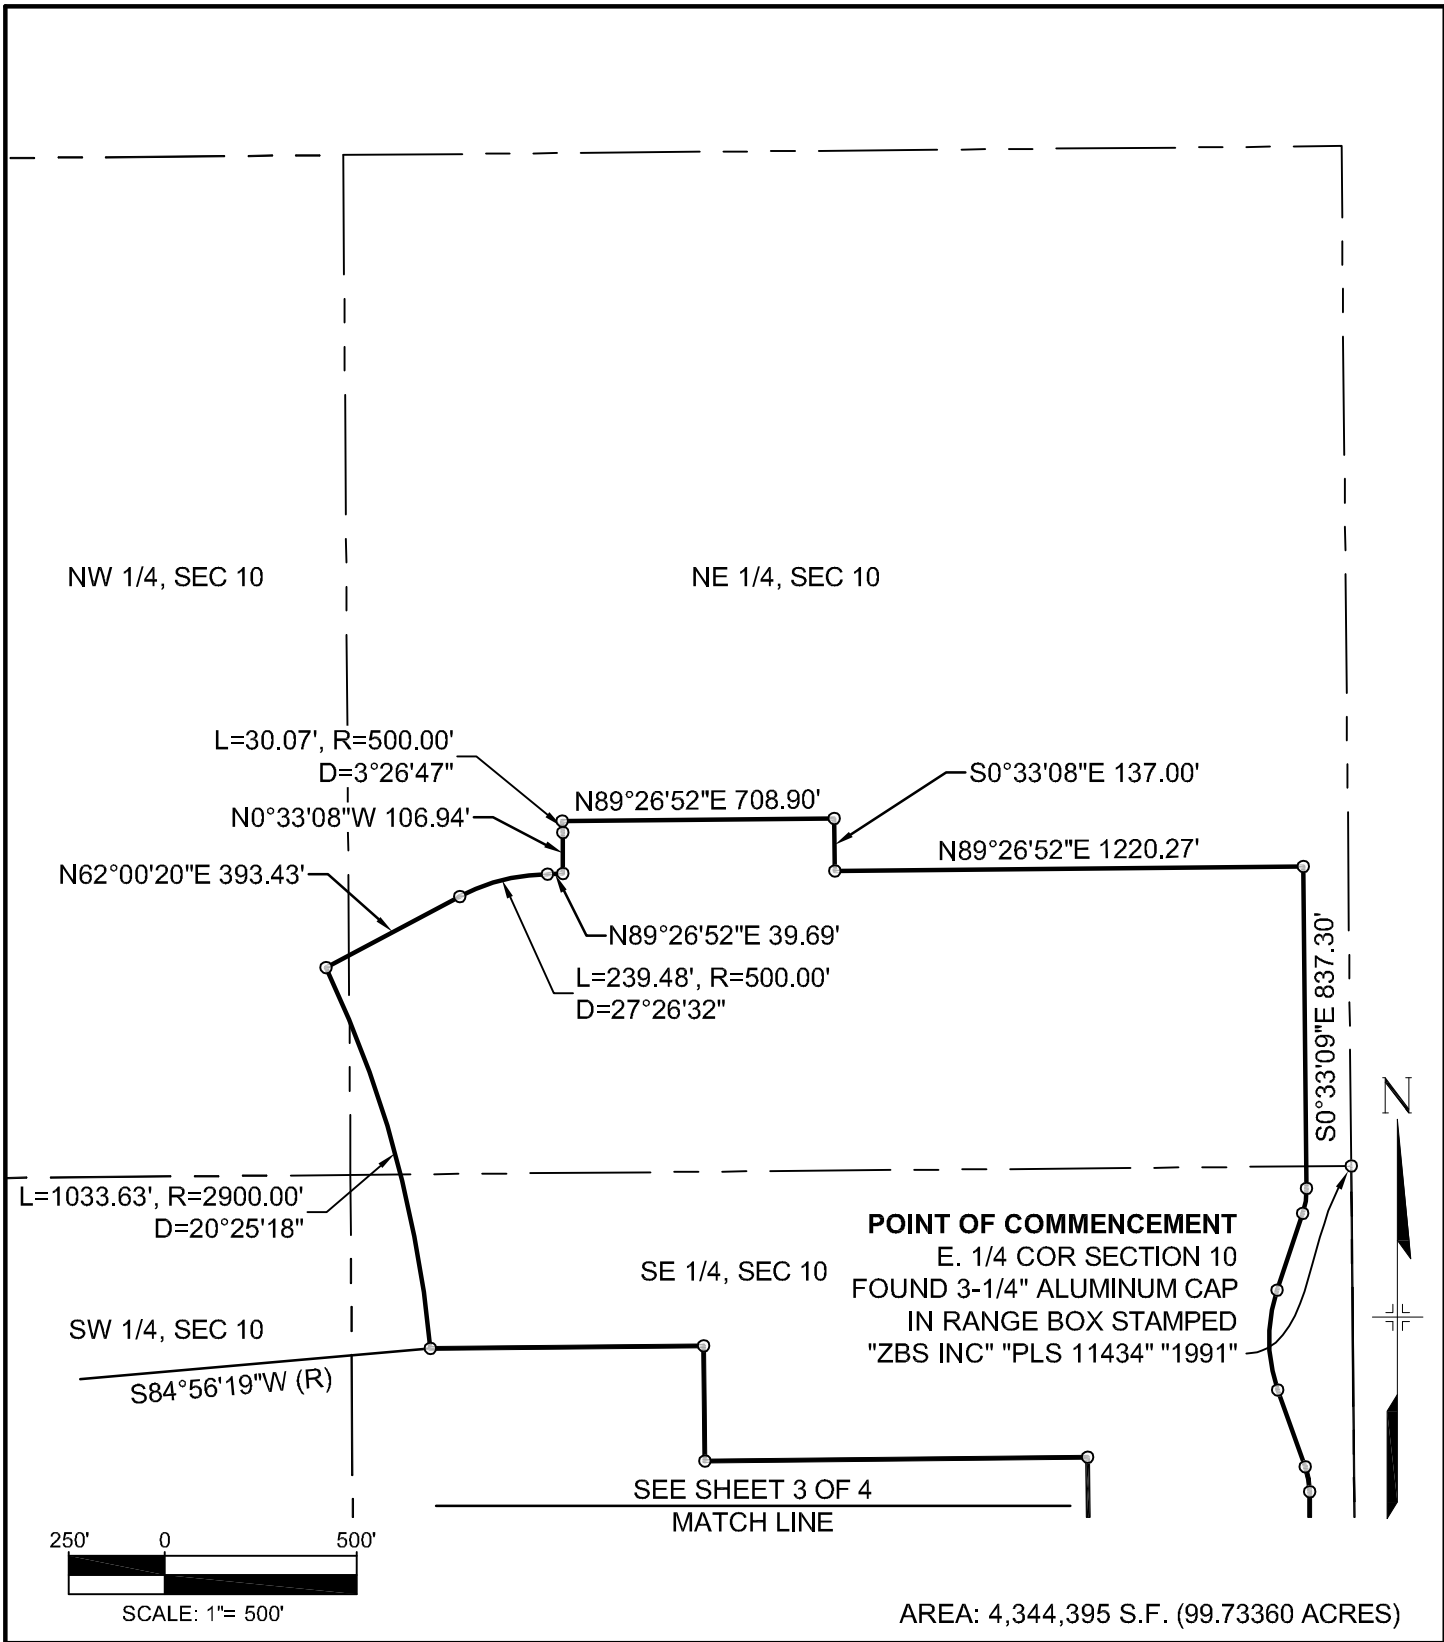 NW 1/4, SEC 10
NE 1/4, SEC 10
L=30.07', R=500.00'
D=3°26'47"
N0°33'08"W 106.94'
N62°00'20"E 393.43'
N89°26'52"E 708.90'
S0°33'08"E 137.00'
N89°26'52"E 1220.27'
N89°26'52"E 39.69'
L=239.48', R=500.00'
D=27°26'32"
S0°33'09"E 837.30'
N
L=1033.63', R=2900.00'
D=20°25'18"
POINT OF COMMENCEMENT
E. 1/4 COR SECTION 10
FOUND 3-1/4" ALUMINUM CAP
IN RANGE BOX STAMPED
"ZBS INC" "PLS 11434" "1991"
SE 1/4, SEC 10
SW 1/4, SEC 10
S84°56'19"W (R)
SEE SHEET 3 OF 4
MATCH LINE
250' 0 500'
SCALE: 1"= 500'
AREA: 4,344,395 S.F. (99.73360 ACRES)